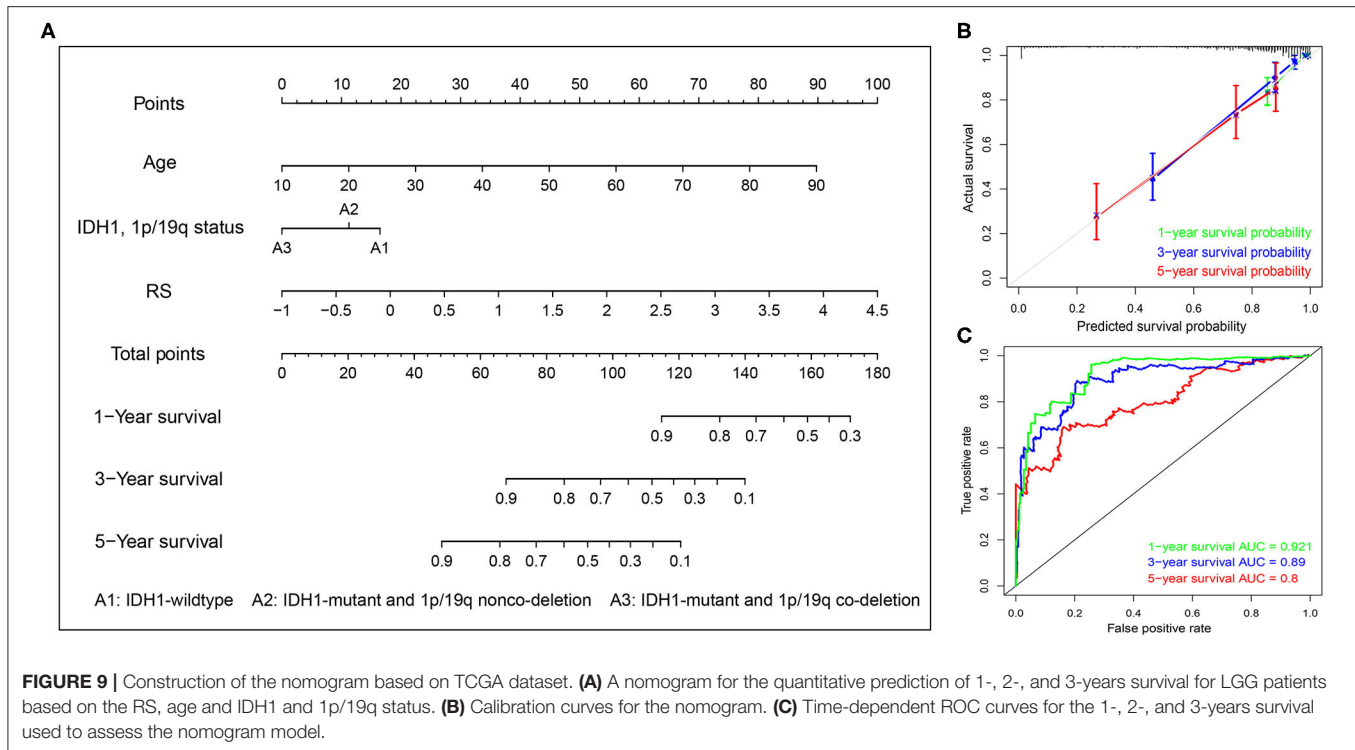 A
Points
0 10 20 30 40 50 60 70 80 90 100
Age
10 20 30 40 50 60 70 80 90
IDH1, 1p/19q status
A2
A3 A1
RS
−1 −0.5 0 0.5 1 1.5 2 2.5 3 3.5 4 4.5
Total points
0 20 40 60 80 100 120 140 160 180
1−Year survival
0.9 0.8 0.7 0.5 0.3
3−Year survival
0.9 0.8 0.7 0.5 0.3 0.1
5−Year survival
0.9 0.8 0.7 0.5 0.3 0.1
A1: IDH1−wildtype A2: IDH1−mutant and 1p/19q nonco−deletion A3: IDH1−mutant and 1p/19q co−deletion
B
Actual survival
1.0
0.8
0.6
0.4
0.2
0.0
1−year survival probability
3−year survival probability
5−year survival probability
0.0 0.2 0.4 0.6 0.8 1.0
Predicted survival probability
C
True positive rate
1.0
0.8
0.6
0.4
0.2
0.0
1−year survival AUC = 0.921
3−year survival AUC = 0.89
5−year survival AUC = 0.8
0.0 0.2 0.4 0.6 0.8 1.0
False positive rate
FIGURE 9 | Construction of the nomogram based on TCGA dataset. (A) A nomogram for the quantitative prediction of 1-, 2-, and 3-years survival for LGG patients
based on the RS, age and IDH1 and 1p/19q status. (B) Calibration curves for the nomogram. (C) Time-dependent ROC curves for the 1-, 2-, and 3-years survival
used to assess the nomogram model.